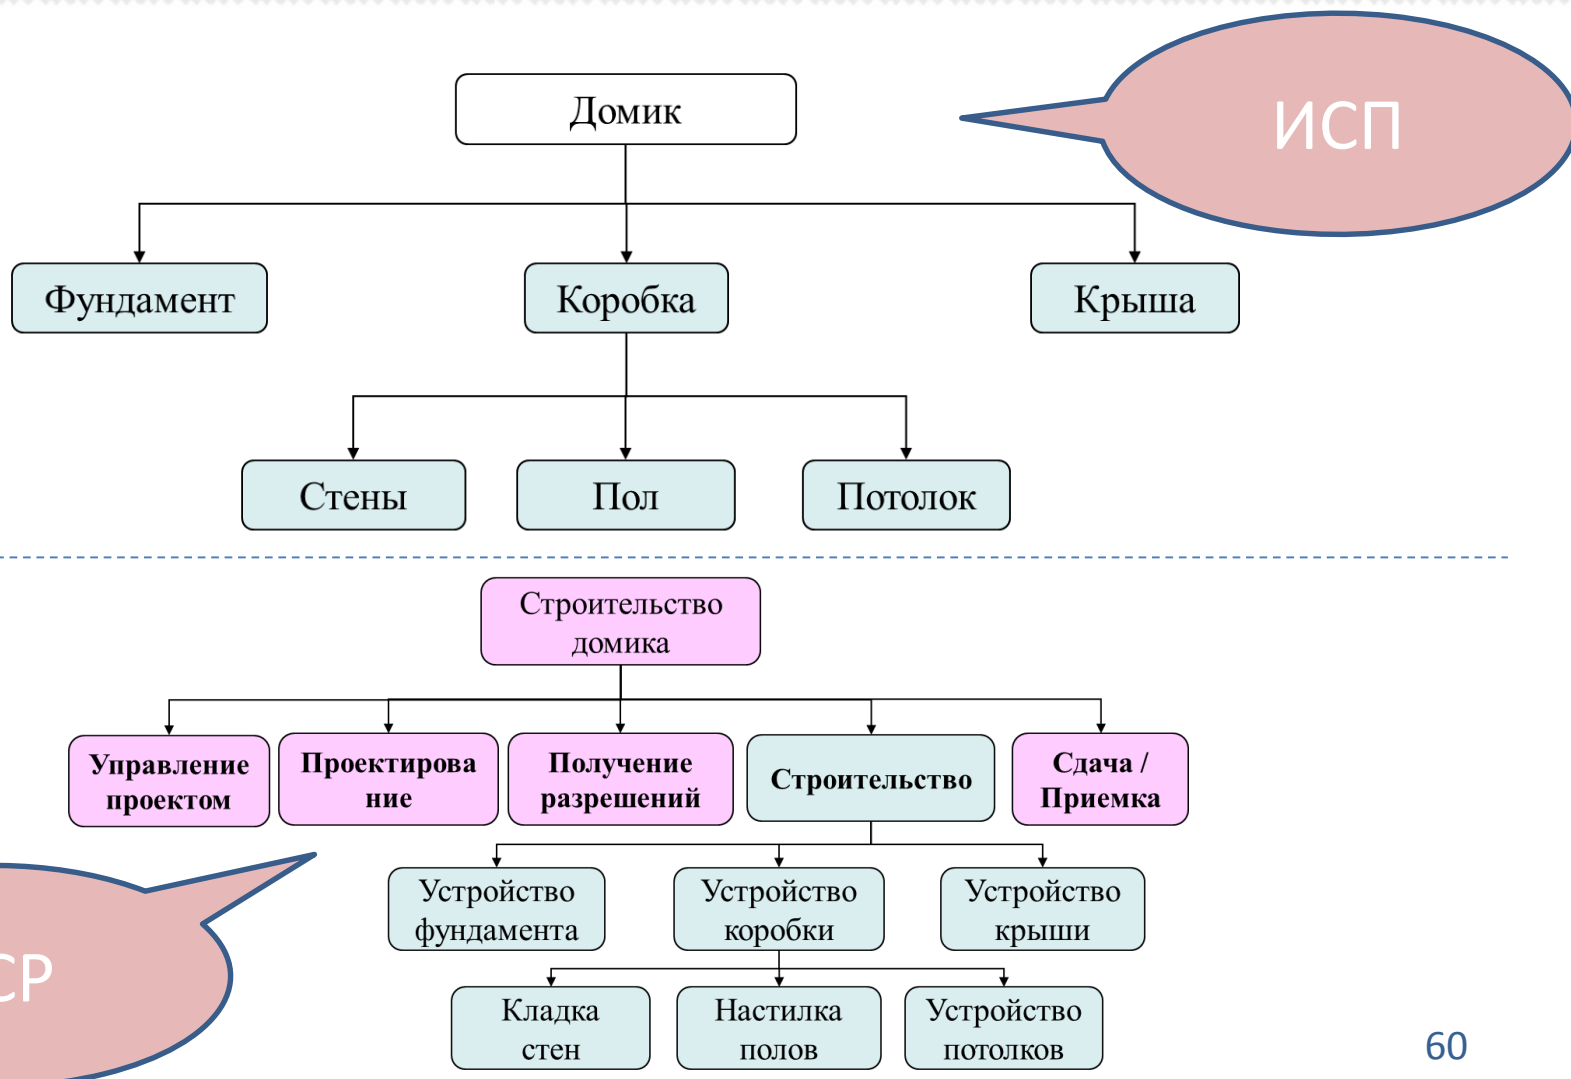 Домик
ИСП
Фундамент
Коробка
Крыша
Стены
Пол
Потолок
Строительство
домика
Управление
проектом
Проектирова
ние
Получение
разрешений
Строительство
Сдача /
Приемка
Устройство
фундамента
Устройство
коробки
Устройство
крыши
СР
Кладка
стен
Настилка
полов
Устройство
потолков
60